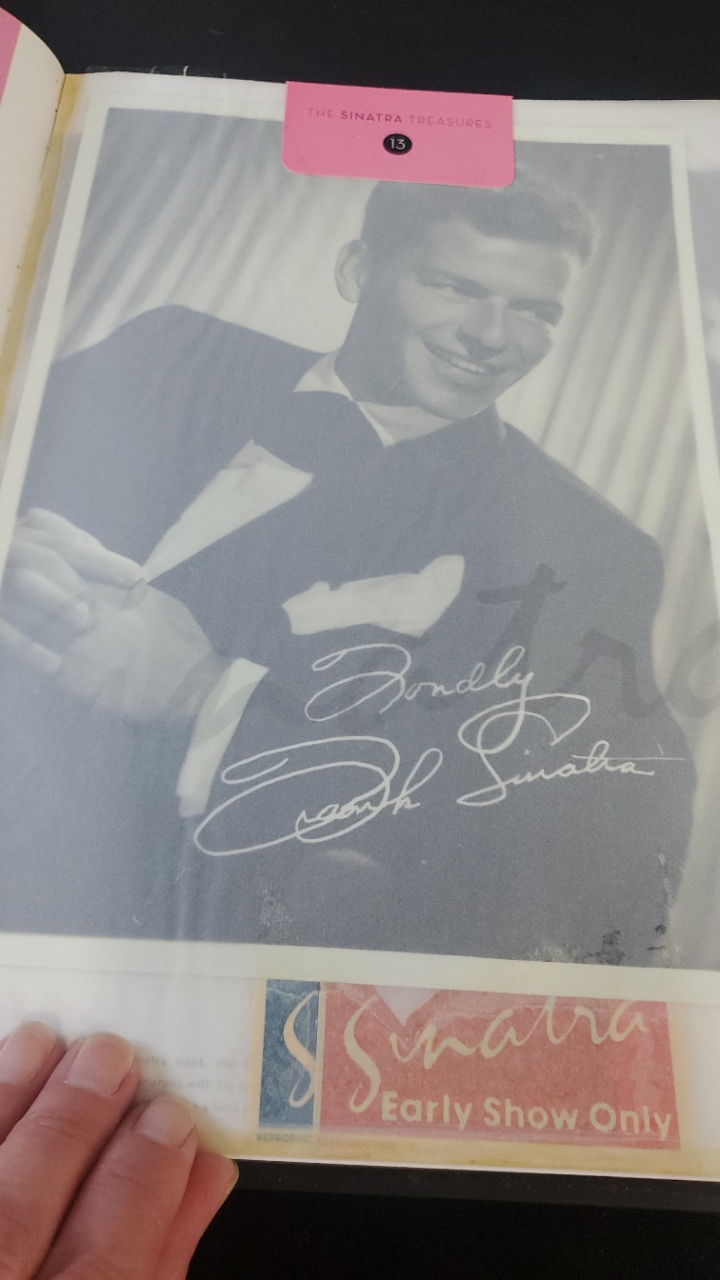 THE SINATRA TREASURES
13
Fondly
Frank Sinatra
Sinatra
Early Show Only